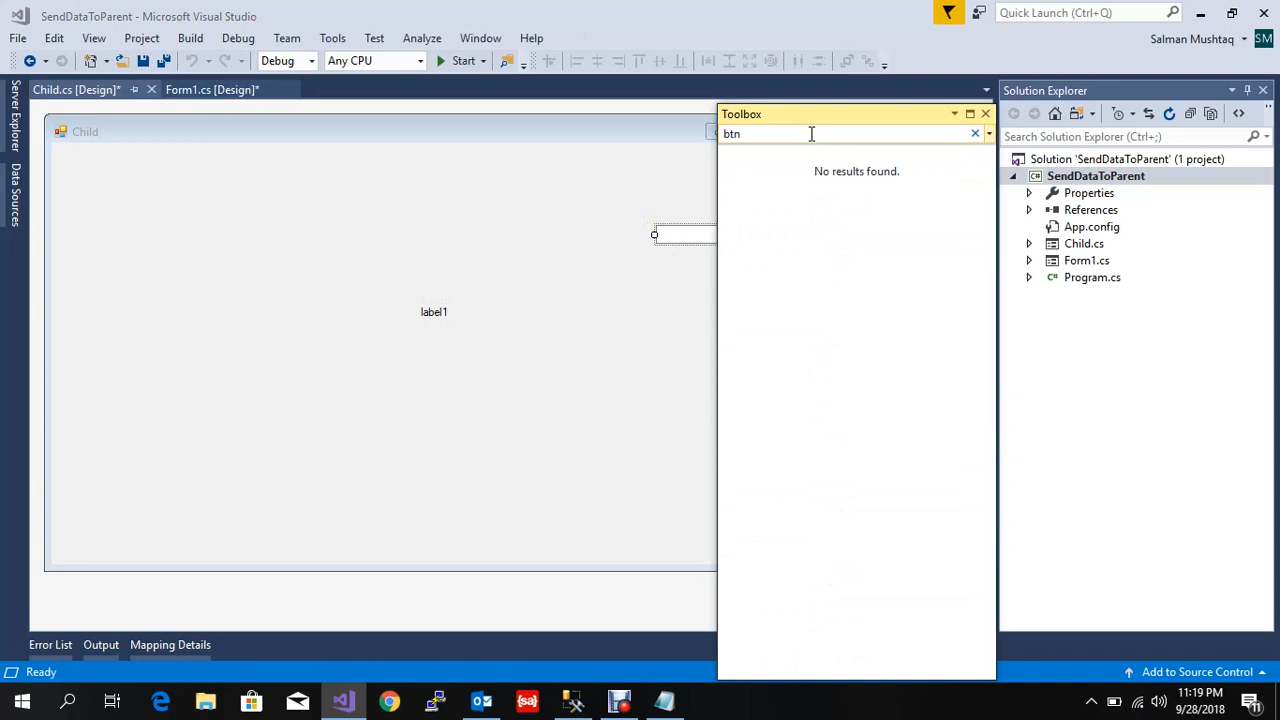 SendDataToParent - Microsoft Visual Studio
Quick Launch (Ctrl+Q)
File Edit View Project Build Debug Team Tools Test Analyze Window Help
Salman Mushtaq SM
Debug Any CPU Start
Server Explorer
Data Sources
Child.cs [Design]* Form1.cs [Design]*
Child
label1
Toolbox
btn
No results found.
Solution Explorer
Search Solution Explorer (Ctrl+;)
Solution 'SendDataToParent' (1 project)
C# SendDataToParent
Properties
References
App.config
Child.cs
Form1.cs
C# Program.cs
Error List Output Mapping Details
Ready
Add to Source Control
{sa}
11:19 PM
9/28/2018
11